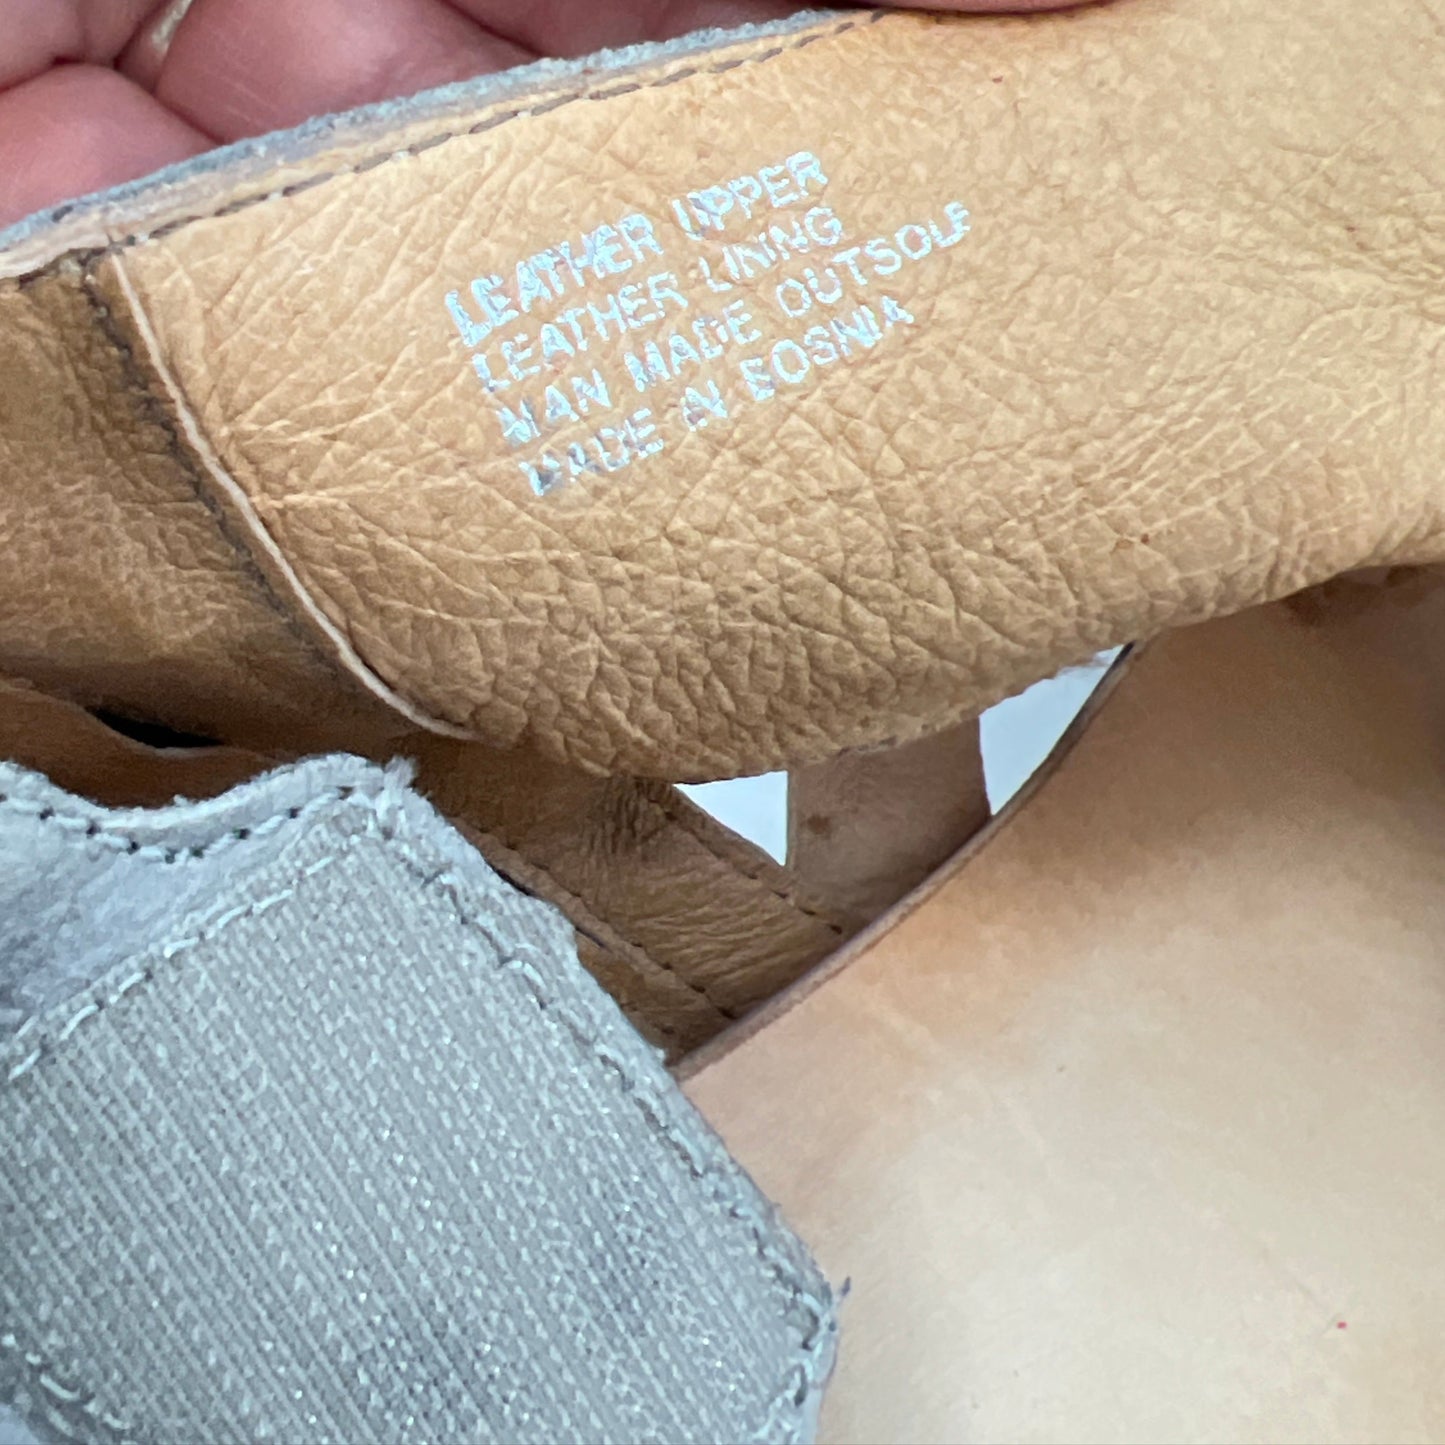 LEATHER UPPER
LEATHER LINING
MAN MADE OUTSOLE
MADE IN BOSNIA